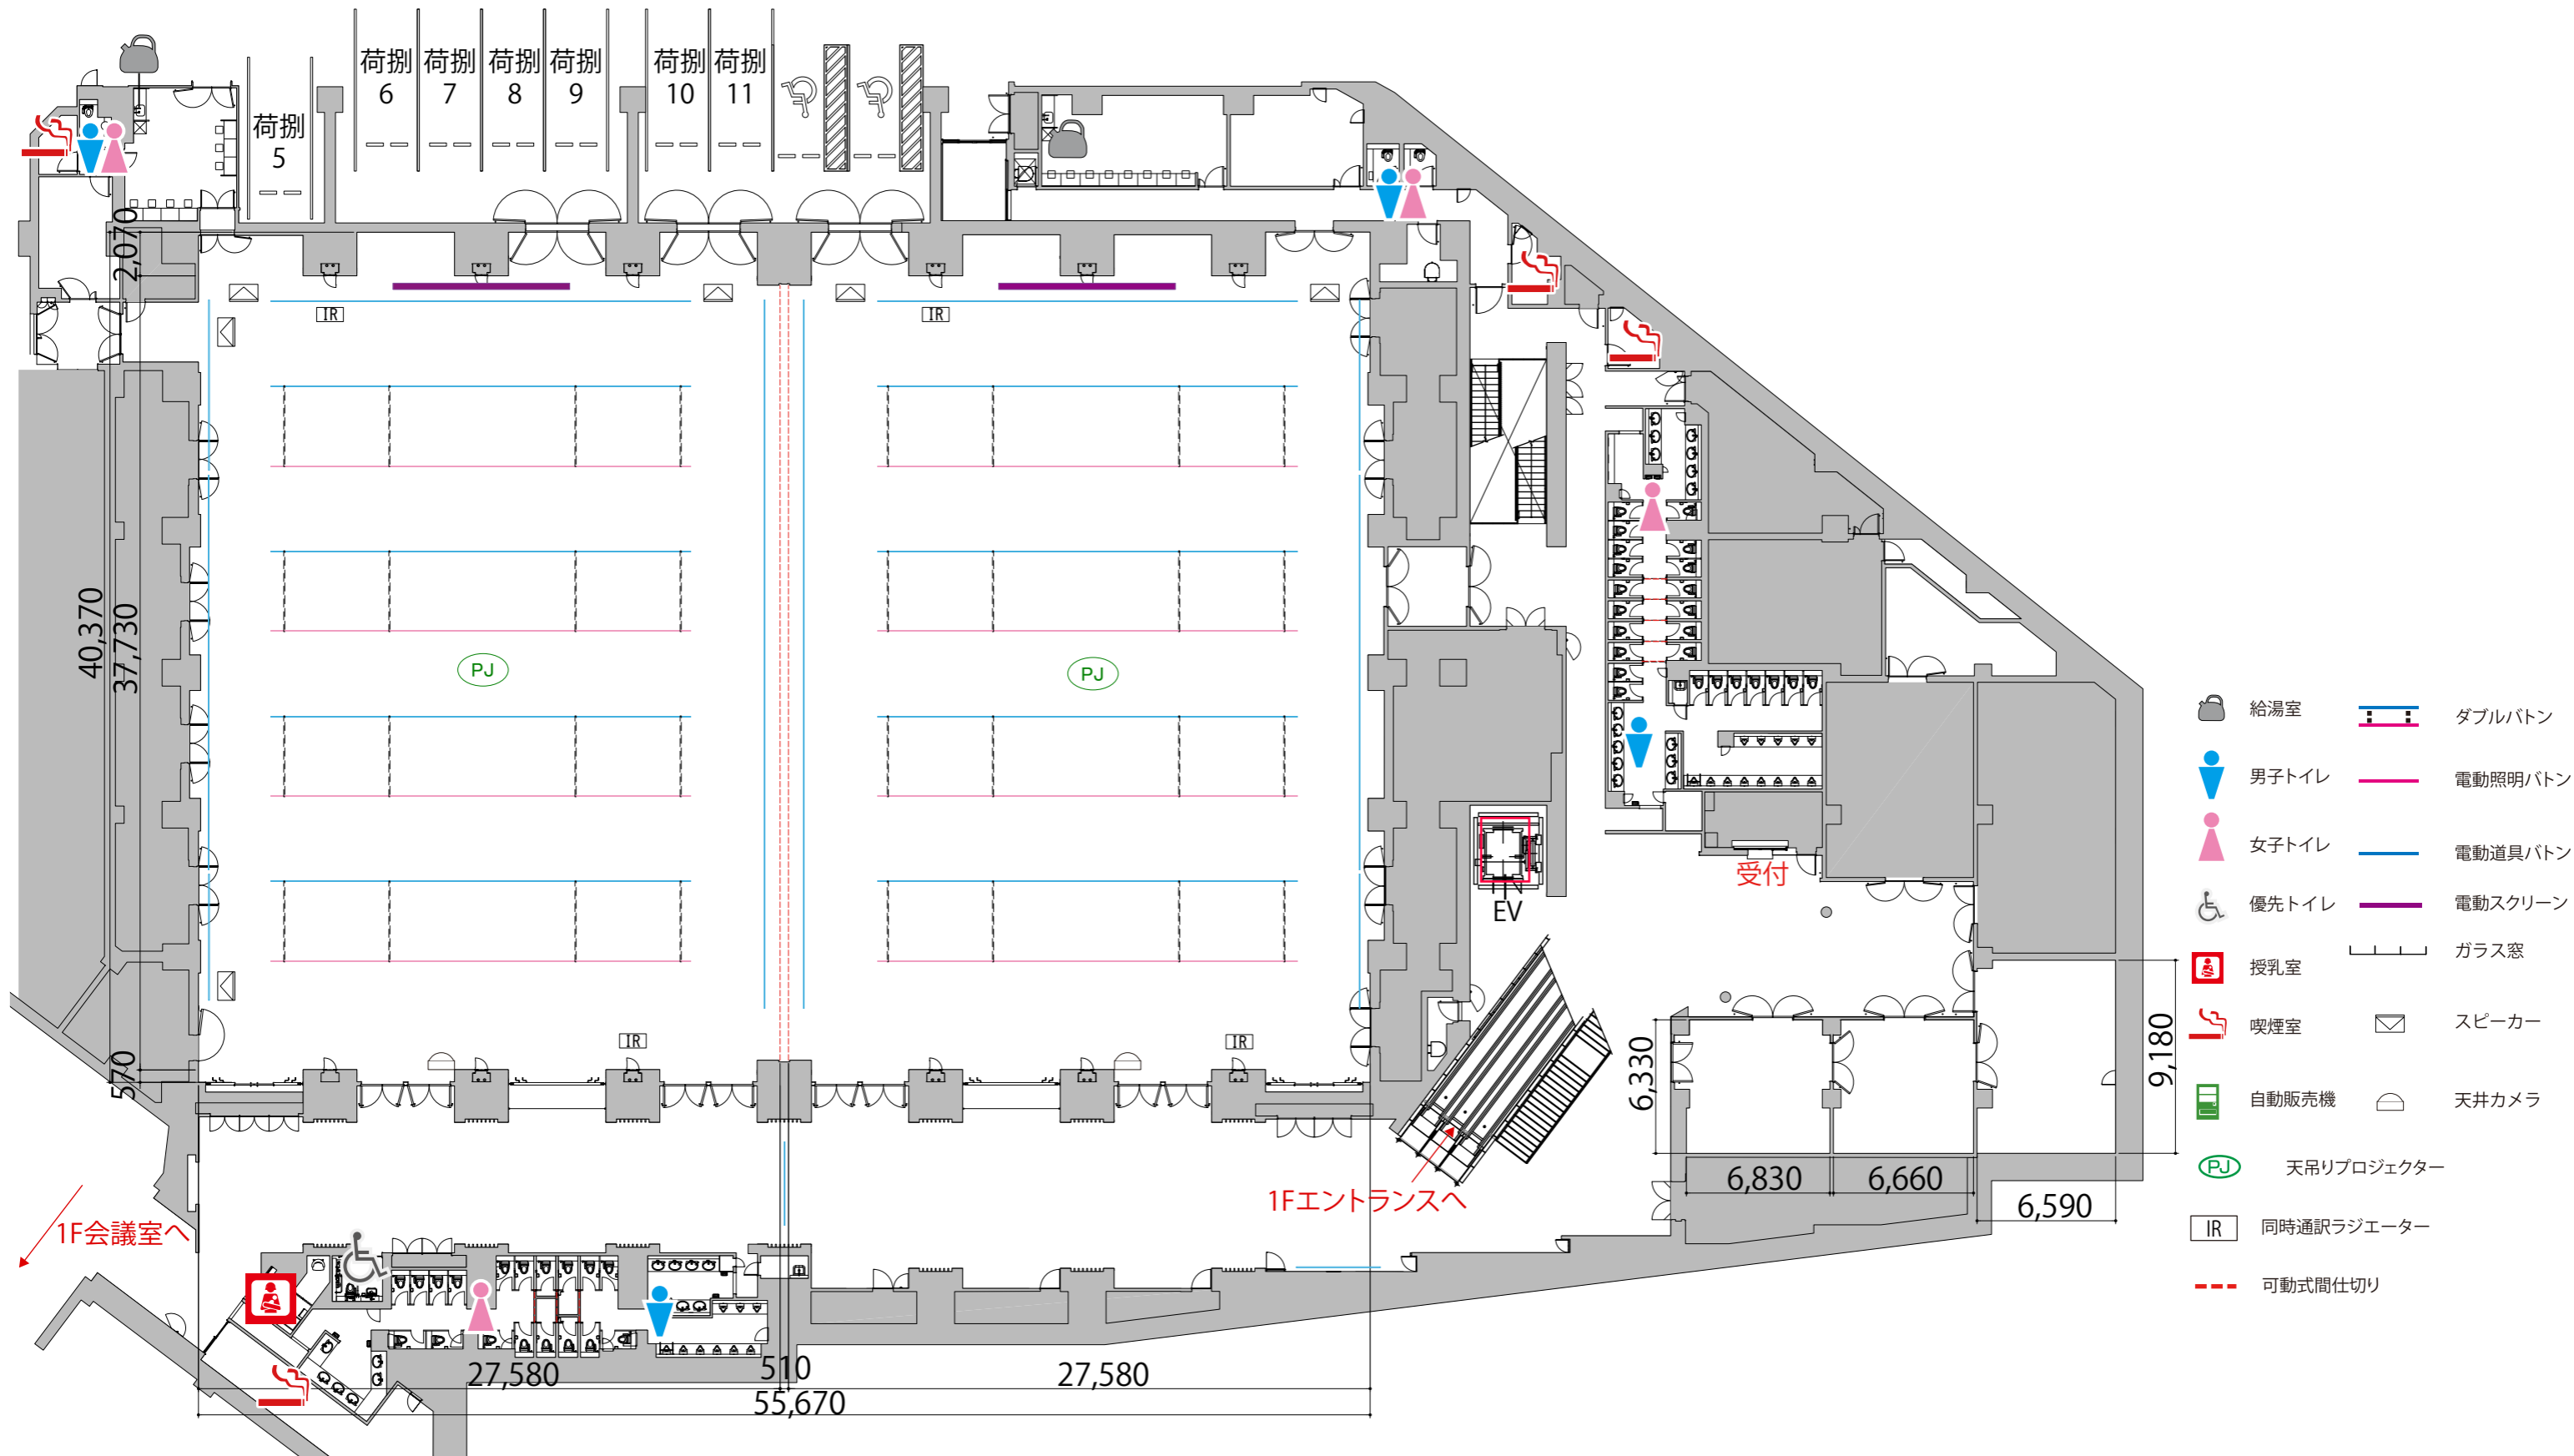 荷捌
5
荷捌
6
荷捌
7
荷捌
8
荷捌
9
荷捌
10
荷捌
11
2,070
IR
IR
40,370
37,730
PJ
PJ
受付
EV
570
IR
IR
6,330
9,180
6,830
6,660
6,590
1Fエントランスへ
1F会議室へ
27,580
510
27,580
55,670
給湯室
ダブルバトン
男子トイレ
電動照明バトン
女子トイレ
電動道具バトン
優先トイレ
電動スクリーン
授乳室
ガラス窓
喫煙室
スピーカー
自動販売機
天井カメラ
PJ
天吊りプロジェクター
IR
同時通訳ラジエーター
可動式間仕切り